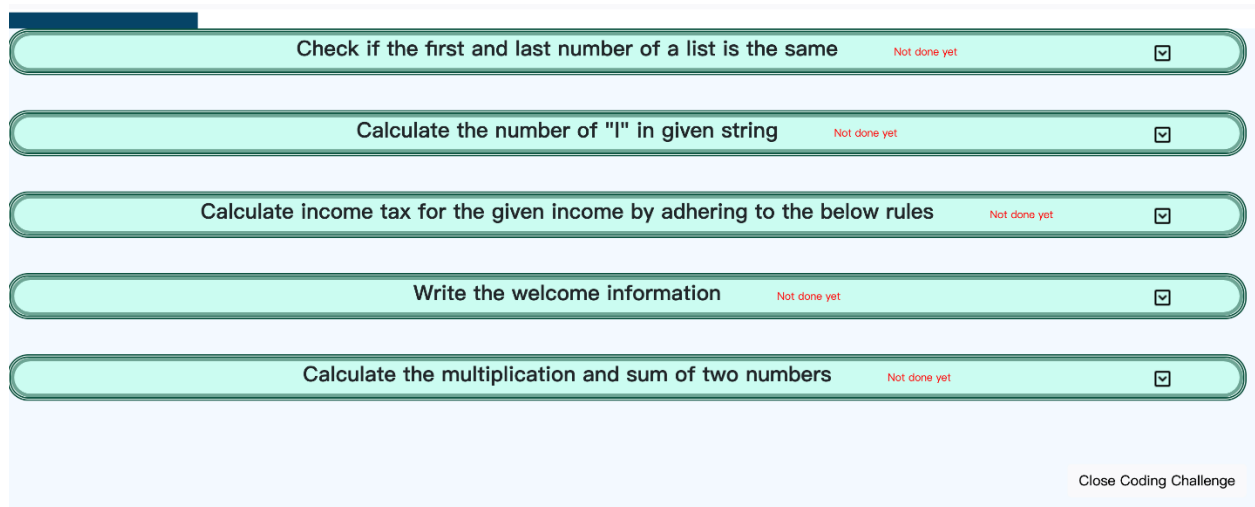 Check if the first and last number of a list is the same Not done yet
Calculate the number of "l" in given string Not done yet
Calculate income tax for the given income by adhering to the below rules Not done yet
Write the welcome information Not done yet
Calculate the multiplication and sum of two numbers Not done yet
Close Coding Challenge